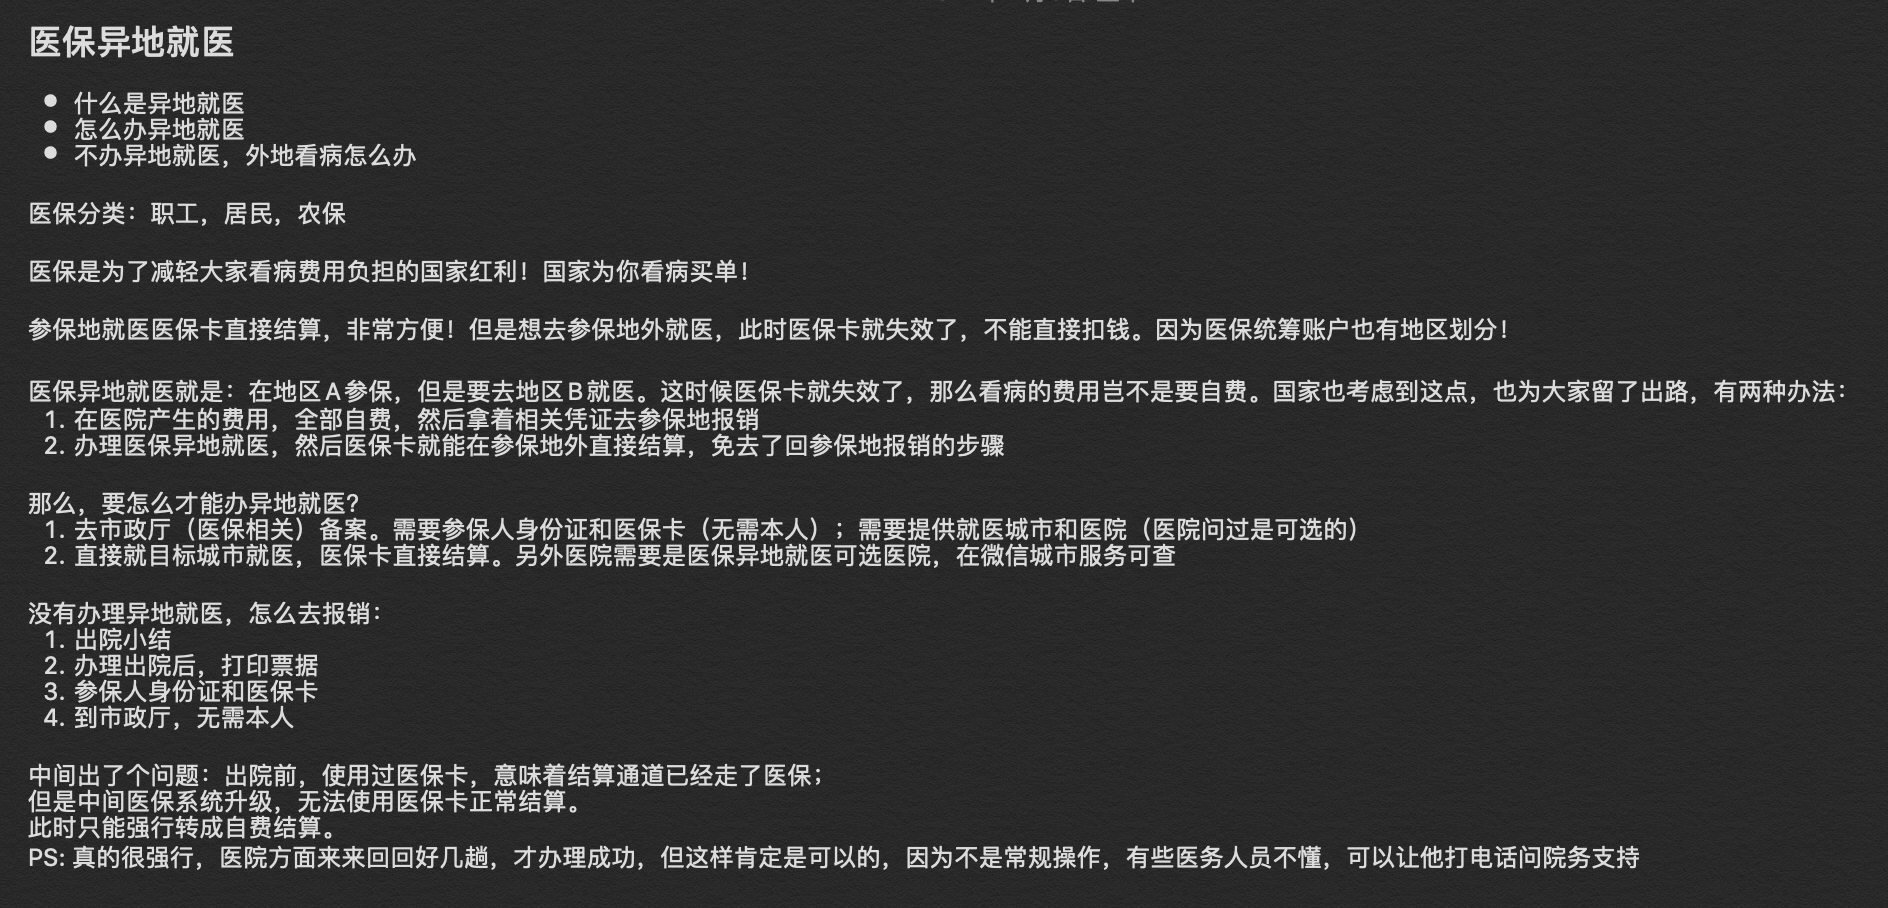 医保异地就医
● 什么是异地就医
● 怎么办异地就医
● 不办异地就医，外地看病怎么办
医保分类：职工，居民，农保
医保是为了减轻大家看病费用负担的国家红利！国家为你看病买单！
参保地就医医保卡直接结算，非常方便！但是想去参保地外就医，此时医保卡就失效了，不能直接扣钱。因为医保统筹账户也有地区划分！
医保异地就医就是：在地区A参保，但是要去地区B就医。这时候医保卡就失效了，那么看病的费用岂不是要自费。国家也考虑到这点，也为大家留了出路，有两种办法：
1. 在医院产生的费用，全部自费，然后拿着相关凭证去参保地报销
2. 办理医保异地就医，然后医保卡就能在参保地外直接结算，免去了回参保地报销的步骤
那么，要怎么才能办异地就医?
1. 去市政厅（医保相关）备案。需要参保人身份证和医保卡（无需本人）；需要提供就医城市和医院（医院问过是可选的）
2. 直接就目标城市就医，医保卡直接结算。另外医院需要是医保异地就医可选医院，在微信城市服务可查
没有办理异地就医，怎么去报销：
1. 出院小结
2. 办理出院后，打印票据
3. 参保人身份证和医保卡
4. 到市政厅，无需本人
中间出了个问题：出院前，使用过医保卡，意味着结算通道已经走了医保；
但是中间医保系统升级，无法使用医保卡正常结算。
此时只能强行转成自费结算。
PS: 真的很强行，医院方面来来回回好几趟，才办理成功，但这样肯定是可以的，因为不是常规操作，有些医务人员不懂，可以让他打电话问院务支持